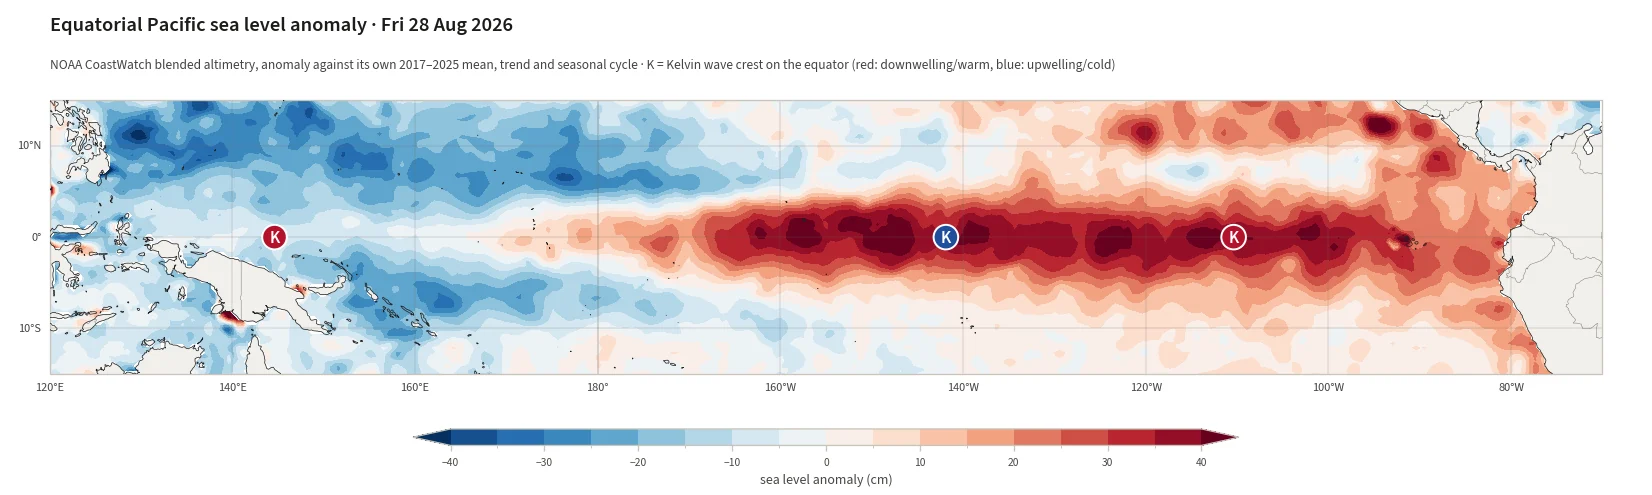 Equatorial Pacific sea level anomaly · Fri 28 Aug 2026
NOAA CoastWatch blended altimetry, anomaly against its own 2017–2025 mean, trend and seasonal cycle · K = Kelvin wave crest on the equator (red: downwelling/warm, blue: upwelling/cold)
10°N
0°
K K K
10°S
120°E 140°E 160°E 180° 160°W 140°W 120°W 100°W 80°W
−40 −30 −20 −10 0 10 20 30 40
sea level anomaly (cm)